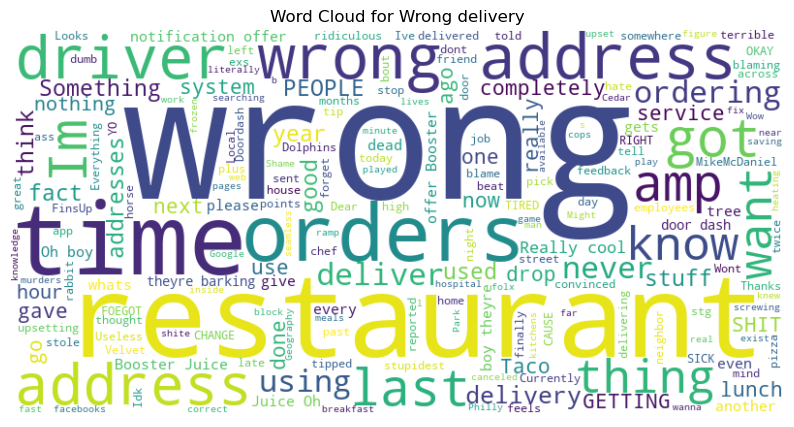 Word Cloud for Wrong delivery
Looks notification offer ridiculous Ive delivered told somewhere upset figure terrible
driver wrong address
dumb exs left literally dont friend OKAY blaming across
Something system PEOPLE ago bout door completely hate ordering
nothing work frozen searching b months stop lives Cedar
wrong
think ass Everything YO horse Local Doordash web pages plus year tip Dolphins Shame today minute played dead good forget job one blame beat really available s cops feedback pick gets RIGHT tell service fix Wow near saving play MikeMcDaniel
Im got
great fact addresses next please sent house points Dear high offer Booster now TIRED day game Might man employees tree door dash amp want heating twice
FinsUp
time orders know
knowledge Oh boy app rabbit murders whats hour use theyre barking give Google seamless ramp chef night Really cool street convinced never stuff Wont Thanks knew
deliver used drop
gave upsetting FOEGOT thought inside every hospital folx home boy theyre finally CAUSE far delivering stg neighbor SHIT screwing
restaurant
go stole Useless Velvet shite CHANGE block Geography meals past reported i Park kitchens real SICK exist pizza
done tipped stupidest canceled Currently Taco even mind
address Booster Juice late using last delivery thing lunch
Idk Juice Oh feels GETTING another
fast facebooks correct breakfast Philly wanna